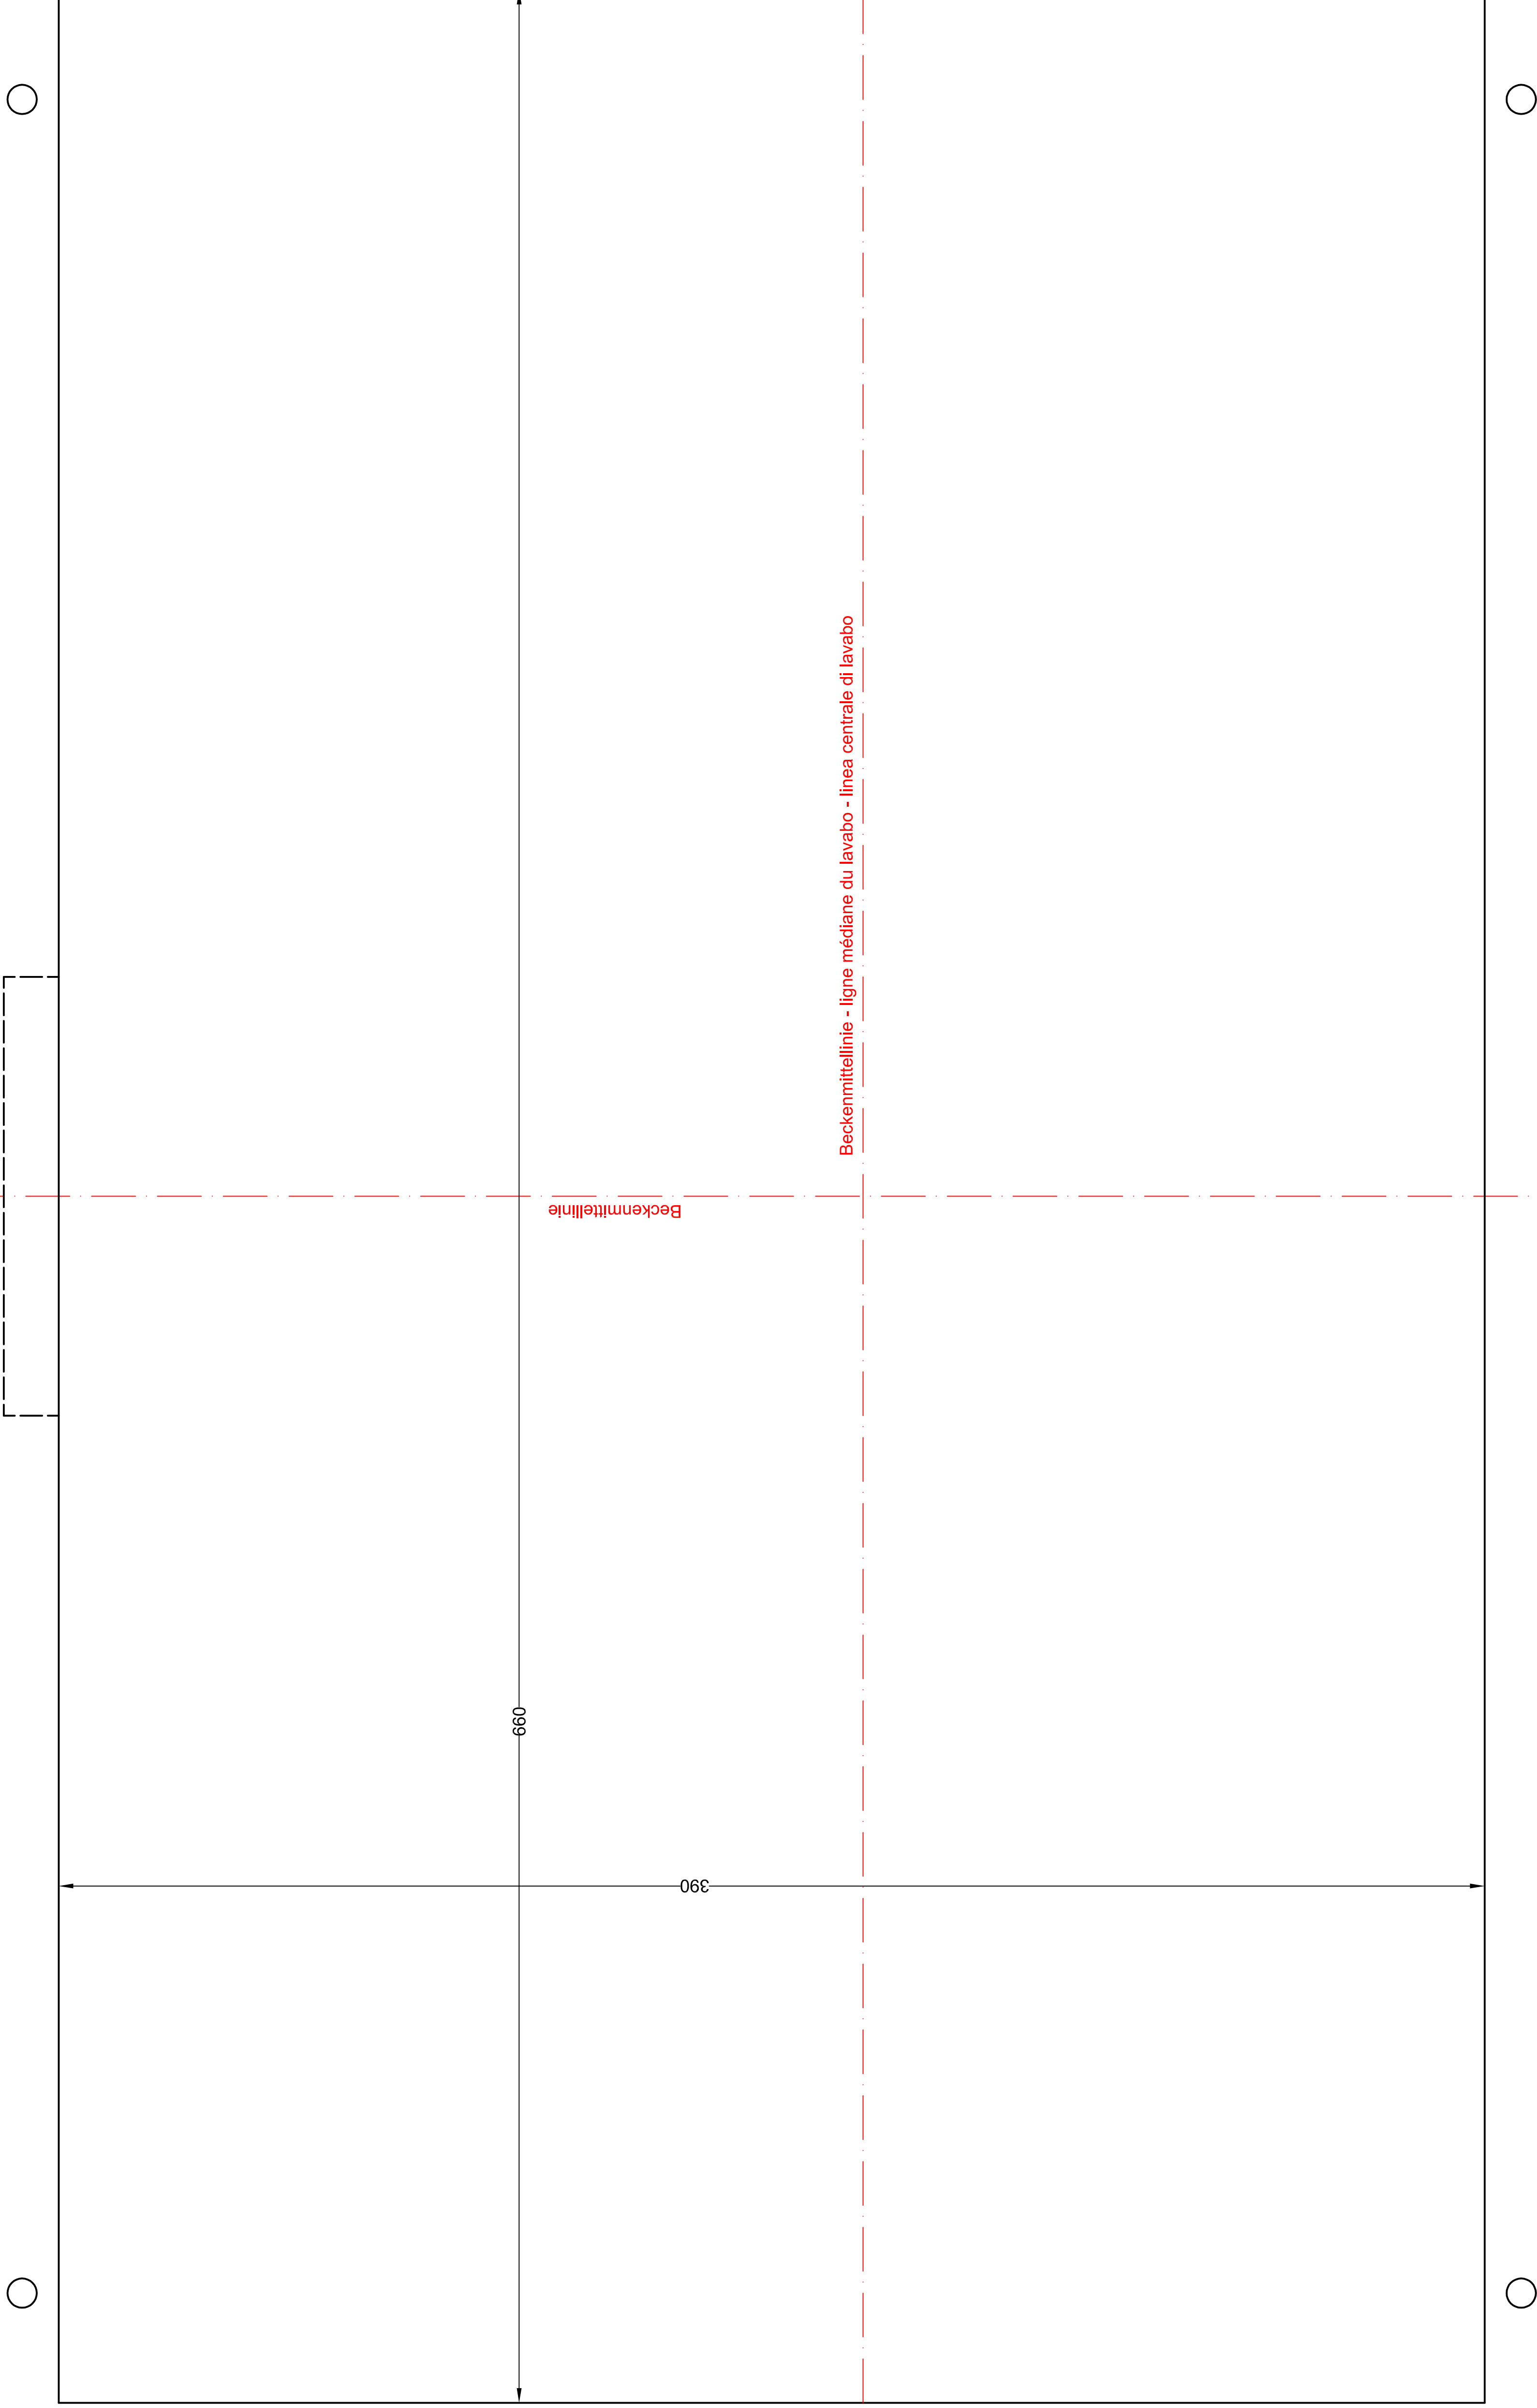 Beckenmittellinie - ligne médiane du lavabo - linea centrale di lavabo
Beckenmittellinie
660
390